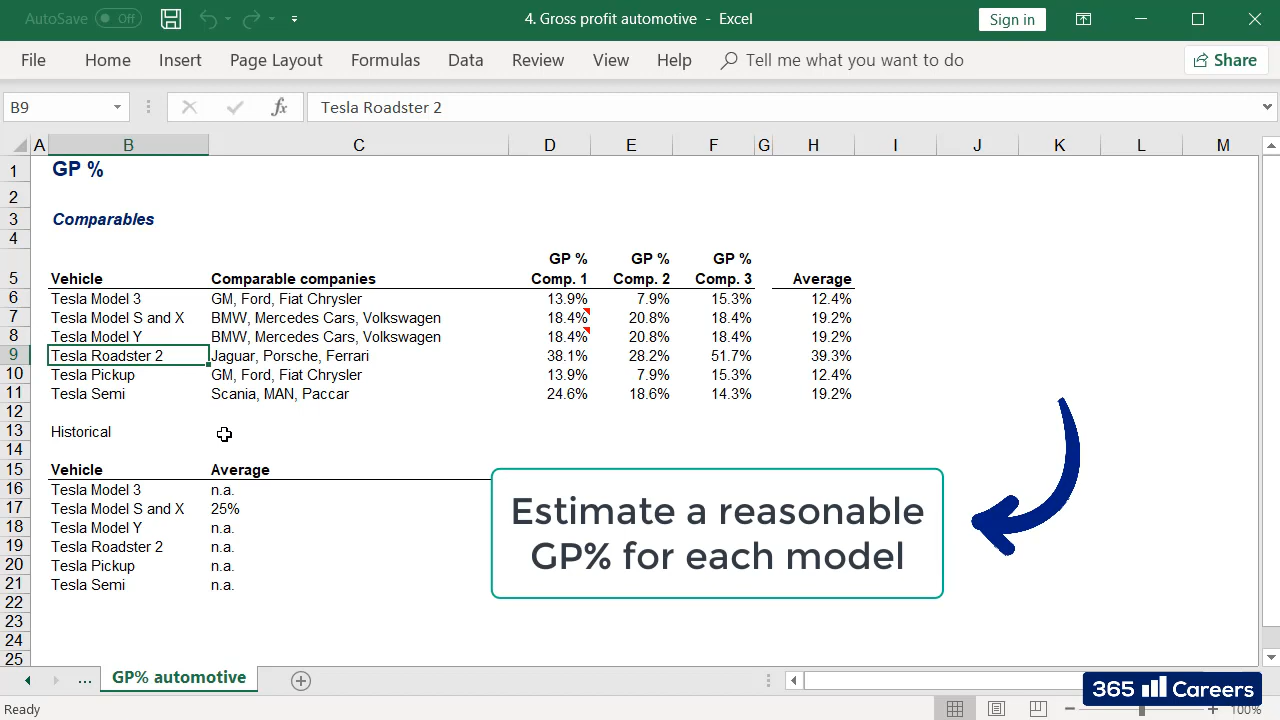 AutoSave Off 4. Gross profit automotive - Excel Sign in
File Home Insert Page Layout Formulas Data Review View Help Tell me what you want to do Share
B9 fx Tesla Roadster 2
A B C D E F G H I J K L M
1 GP %
2
3 Comparables
4
GP % GP % GP %
5 Vehicle Comparable companies Comp. 1 Comp. 2 Comp. 3 Average
6 Tesla Model 3 GM, Ford, Fiat Chrysler 13.9% 7.9% 15.3% 12.4%
7 Tesla Model S and X BMW, Mercedes Cars, Volkswagen 18.4% 20.8% 18.4% 19.2%
8 Tesla Model Y BMW, Mercedes Cars, Volkswagen 18.4% 20.8% 18.4% 19.2%
9 Tesla Roadster 2 Jaguar, Porsche, Ferrari 38.1% 28.2% 51.7% 39.3%
10 Tesla Pickup GM, Ford, Fiat Chrysler 13.9% 7.9% 15.3% 12.4%
11 Tesla Semi Scania, MAN, Paccar 24.6% 18.6% 14.3% 19.2%
12
13 Historical
14
15 Vehicle Average
16 Tesla Model 3 n.a.
17 Tesla Model S and X 25%
18 Tesla Model Y n.a.
19 Tesla Roadster 2 n.a.
20 Tesla Pickup n.a.
21 Tesla Semi n.a.
22
23
24
25
Estimate a reasonable
GP% for each model
... GP% automotive
365 Careers
Ready 100%